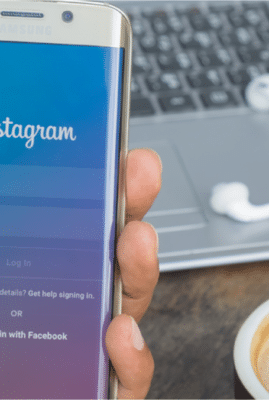 SAMSUNG
stagram
Log In
details? Get help signing in.
OR
in with Facebook